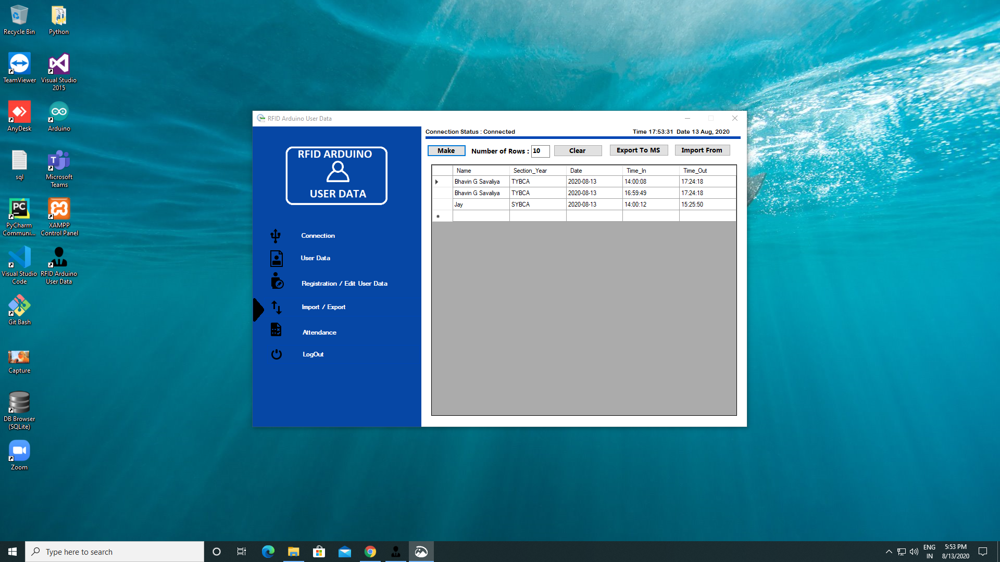 Recycle Bin
Python
TeamViewer
Visual Studio
2015
AnyDesk
Arduino
sql
Microsoft
Teams
PyCharm
Communi...
XAMPP
Control Panel
Visual Studio
Code
RFID Arduino
User Data
Git Bash
Capture
DB Browser
(SQLite)
Zoom
RFID Arduino User Data
RFID ARDUINO
USER DATA
Connection
User Data
Registration / Edit User Data
Import / Export
Attendance
LogOut
Connection Status : Connected
Time 17:53:31 Date 13 Aug, 2020
Make Number of Rows : 10 Clear Export To MS Import From
Name Section_Year Date Time_In Time_Out
Bhavin G Savaliya TYBCA 2020-08-13 14:00:08 17:24:18
Bhavin G Savaliya TYBCA 2020-08-13 16:59:49 17:24:18
Jay SYBCA 2020-08-13 14:00:12 15:25:50
Type here to search
ENG
IN
5:53 PM
8/13/2020